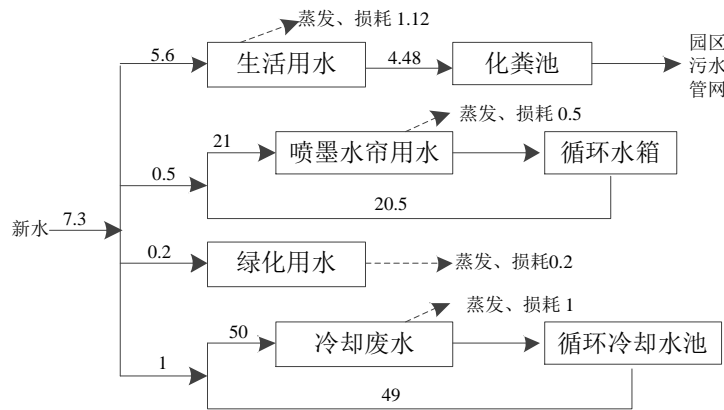 蒸发、损耗 1.12
5.6
生活用水
4.48
化粪池
园区
污水
管网
蒸发、损耗 0.5
21
喷墨水帘用水
循环水箱
0.5
20.5
新水
7.3
0.2
绿化用水
蒸发、损耗0.2
蒸发、损耗 1
50
冷却废水
循环冷却水池
1
49